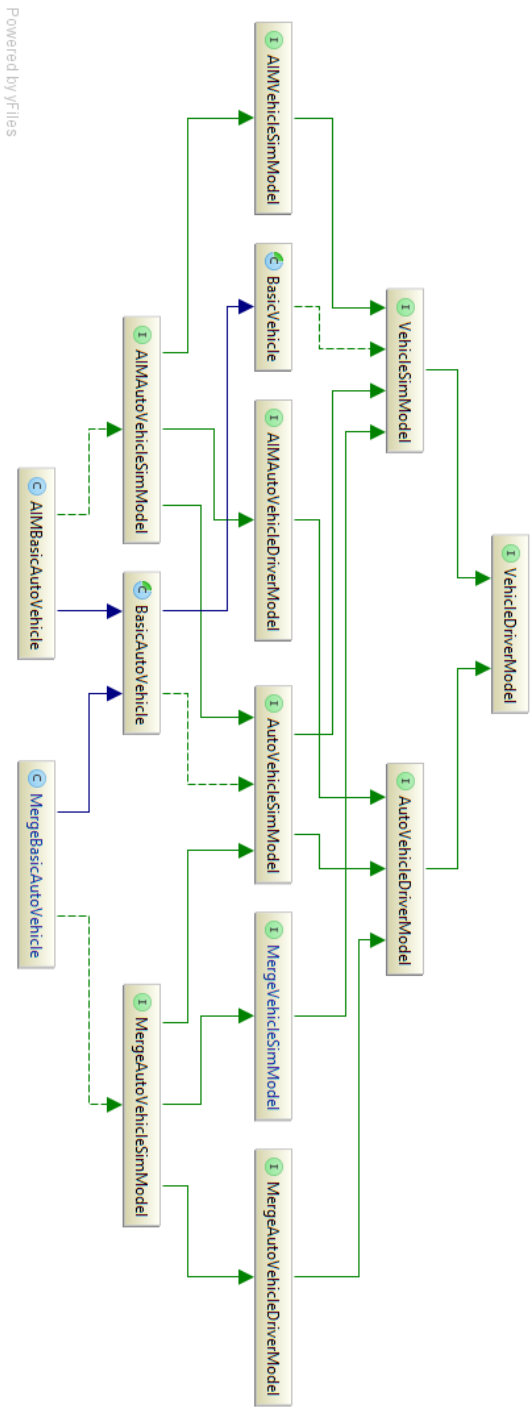 I VehicleDriverModel
I VehicleSimModel
I AutoVehicleDriverModel
I AIMVehicleSimModel
C BasicVehicle
I AIMAutoVehicleDriverModel
I AutoVehicleSimModel
I MergeVehicleSimModel
I MergeAutoVehicleDriverModel
I AIMAutoVehicleSimModel
C BasicAutoVehicle
I MergeAutoVehicleSimModel
C AIMBasicAutoVehicle
C MergeBasicAutoVehicle
Powered by yFiles